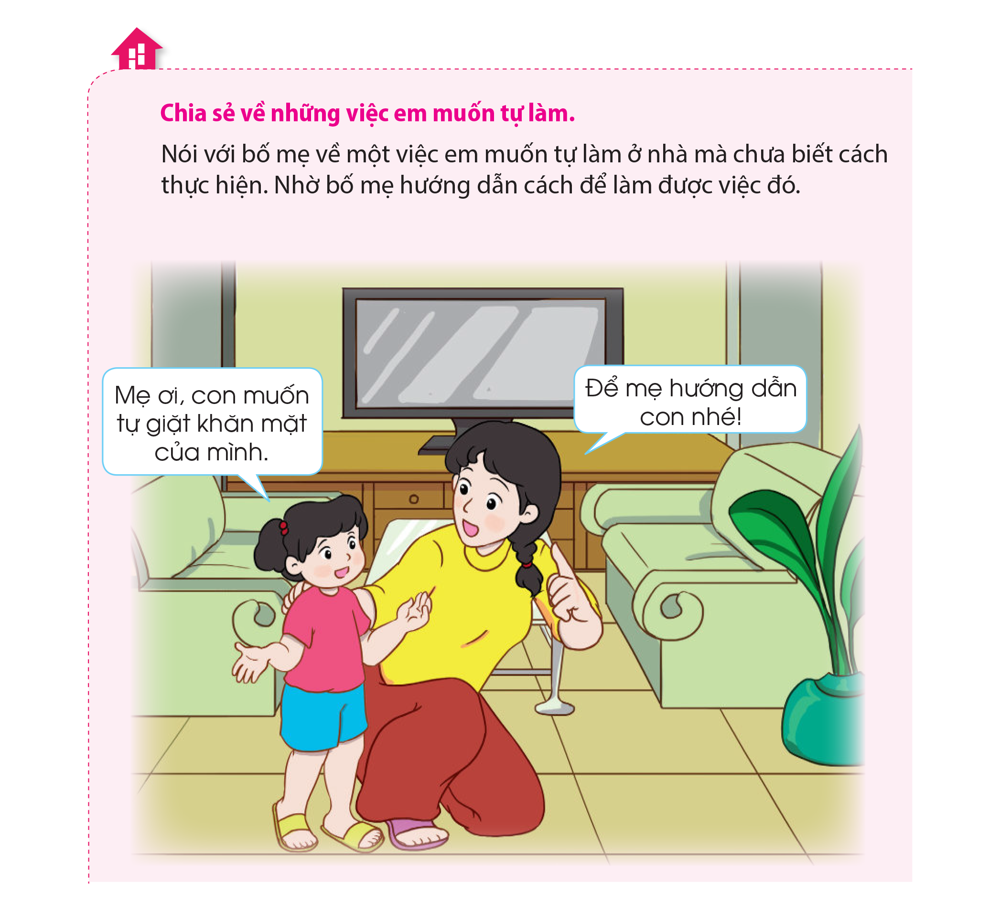 Chia sẻ về những việc em muốn tự làm.
Nói với bố mẹ về một việc em muốn tự làm ở nhà mà chưa biết cách
thực hiện. Nhờ bố mẹ hướng dẫn cách để làm được việc đó.
Mẹ ơi, con muốn
tự giặt khăn mặt
của mình.
Để mẹ hướng dẫn
con nhé!